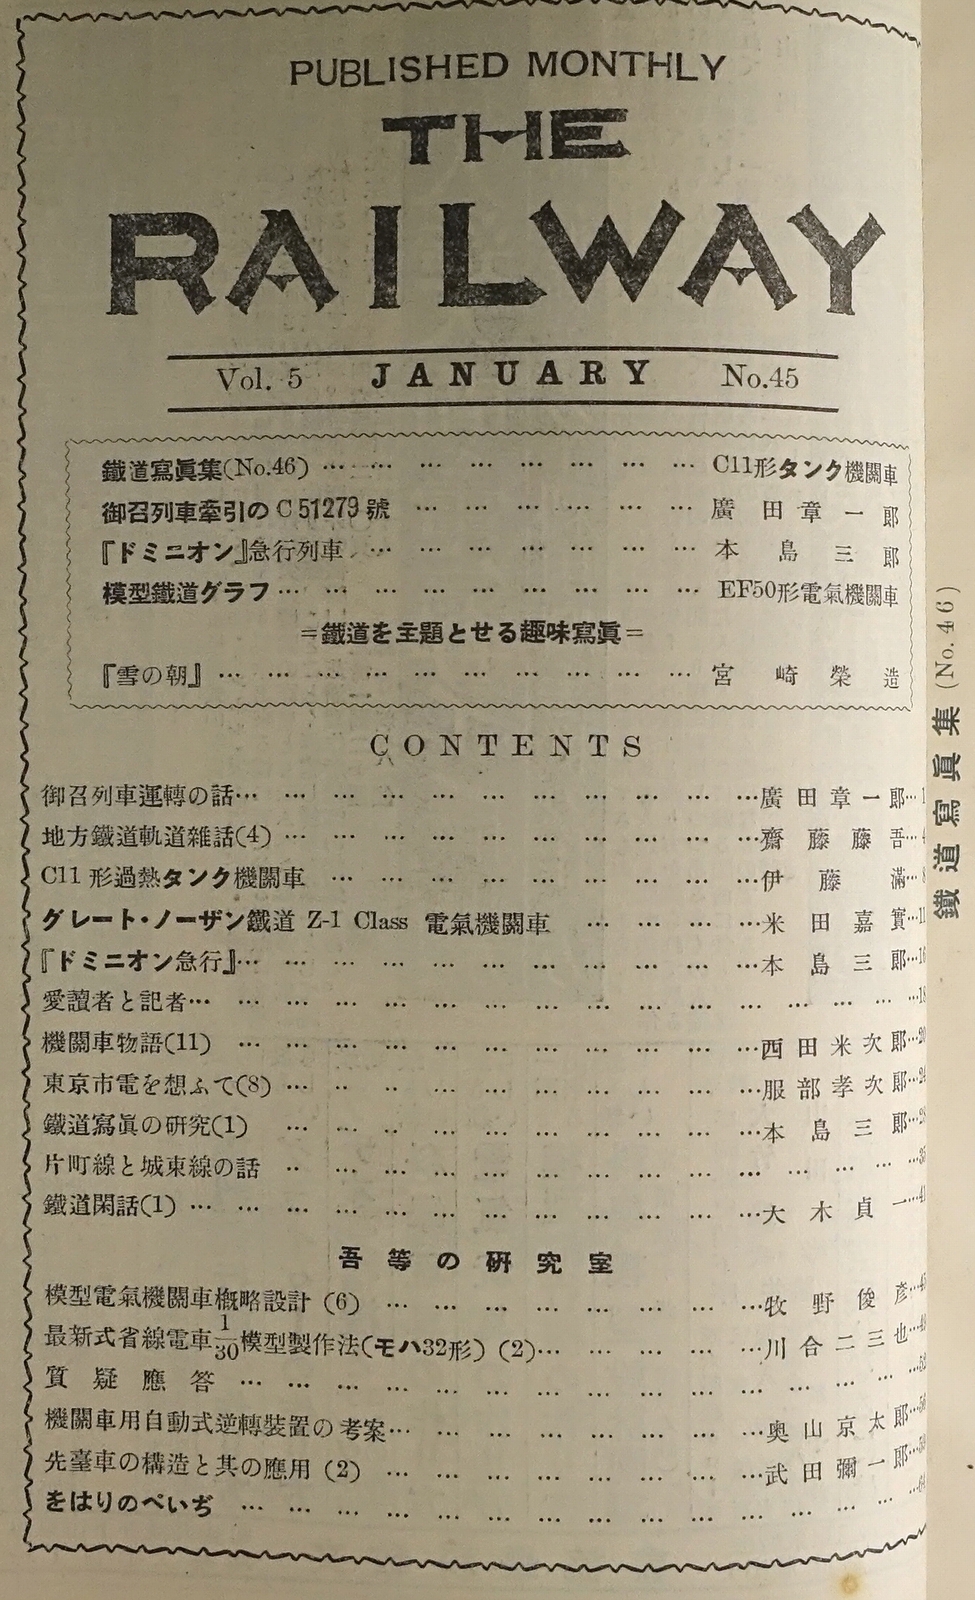 PUBLISHED MONTHLY
THE
RAILWAY
Vol. 5 JANUARY No.45
鐵道寫眞集(No.46) … … … … … … … … C11形タンク機關車
御召列車牽引のC 51279 號 … … … … … … 廣田章一郎
『ドミニオン』急行列車 … … … … … … … 本島三郎
模型鐵道グラフ … … … … … … … … … EF50形電氣機關車
=鐵道を主題とせる趣味寫眞=
『雪の朝』 … … … … … … … … … … 宮崎榮造
CONTENTS
御召列車運轉の話… … … … … … … … … … …廣田章一郎…
地方鐵道軌道雜話(4) … … … … … … … … … …齋藤藤吾…
C11 形過熱タンク機關車 … … … … … … … … …伊藤滿…
グレート・ノーザン鐵道 Z-1 Class 電氣機關車 … … … …米田嘉實…
『ドミニオン急行』… … … … … … … … … … …本島三郎…
愛讀者と記者… … … … … … … … … … … … … … …
機關車物語(11) … … … … … … … … … … …西田米次郎…
東京市電を想ふて(8) … … … … … … … … … …服部孝次郎…
鐵道寫眞の研究(1) … … … … … … … … … …本島三郎…
片町線と城東線の話 … … … … … … … … … … … … …
鐵道閑話(1) … … … … … … … … … … … …大木貞一…
吾等の硏究室
模型電氣機關車槪略設計 (6) … … … … … … … …牧野俊彦…
最新式省線電車1/30模型製作法(モハ32形) (2)… … … … …川合二三也…
質疑應答 … … … … … … … … … … … … … …
機關車用自動式逆轉裝置の考案… … … … … … … …奥山京太郎…
先臺車の構造と其の應用 (2) … … … … … … … …武田彌一郎…
をはりのぺいぢ … … … … … … … … … … … … … …
鐵道寫眞集 (No. 46)